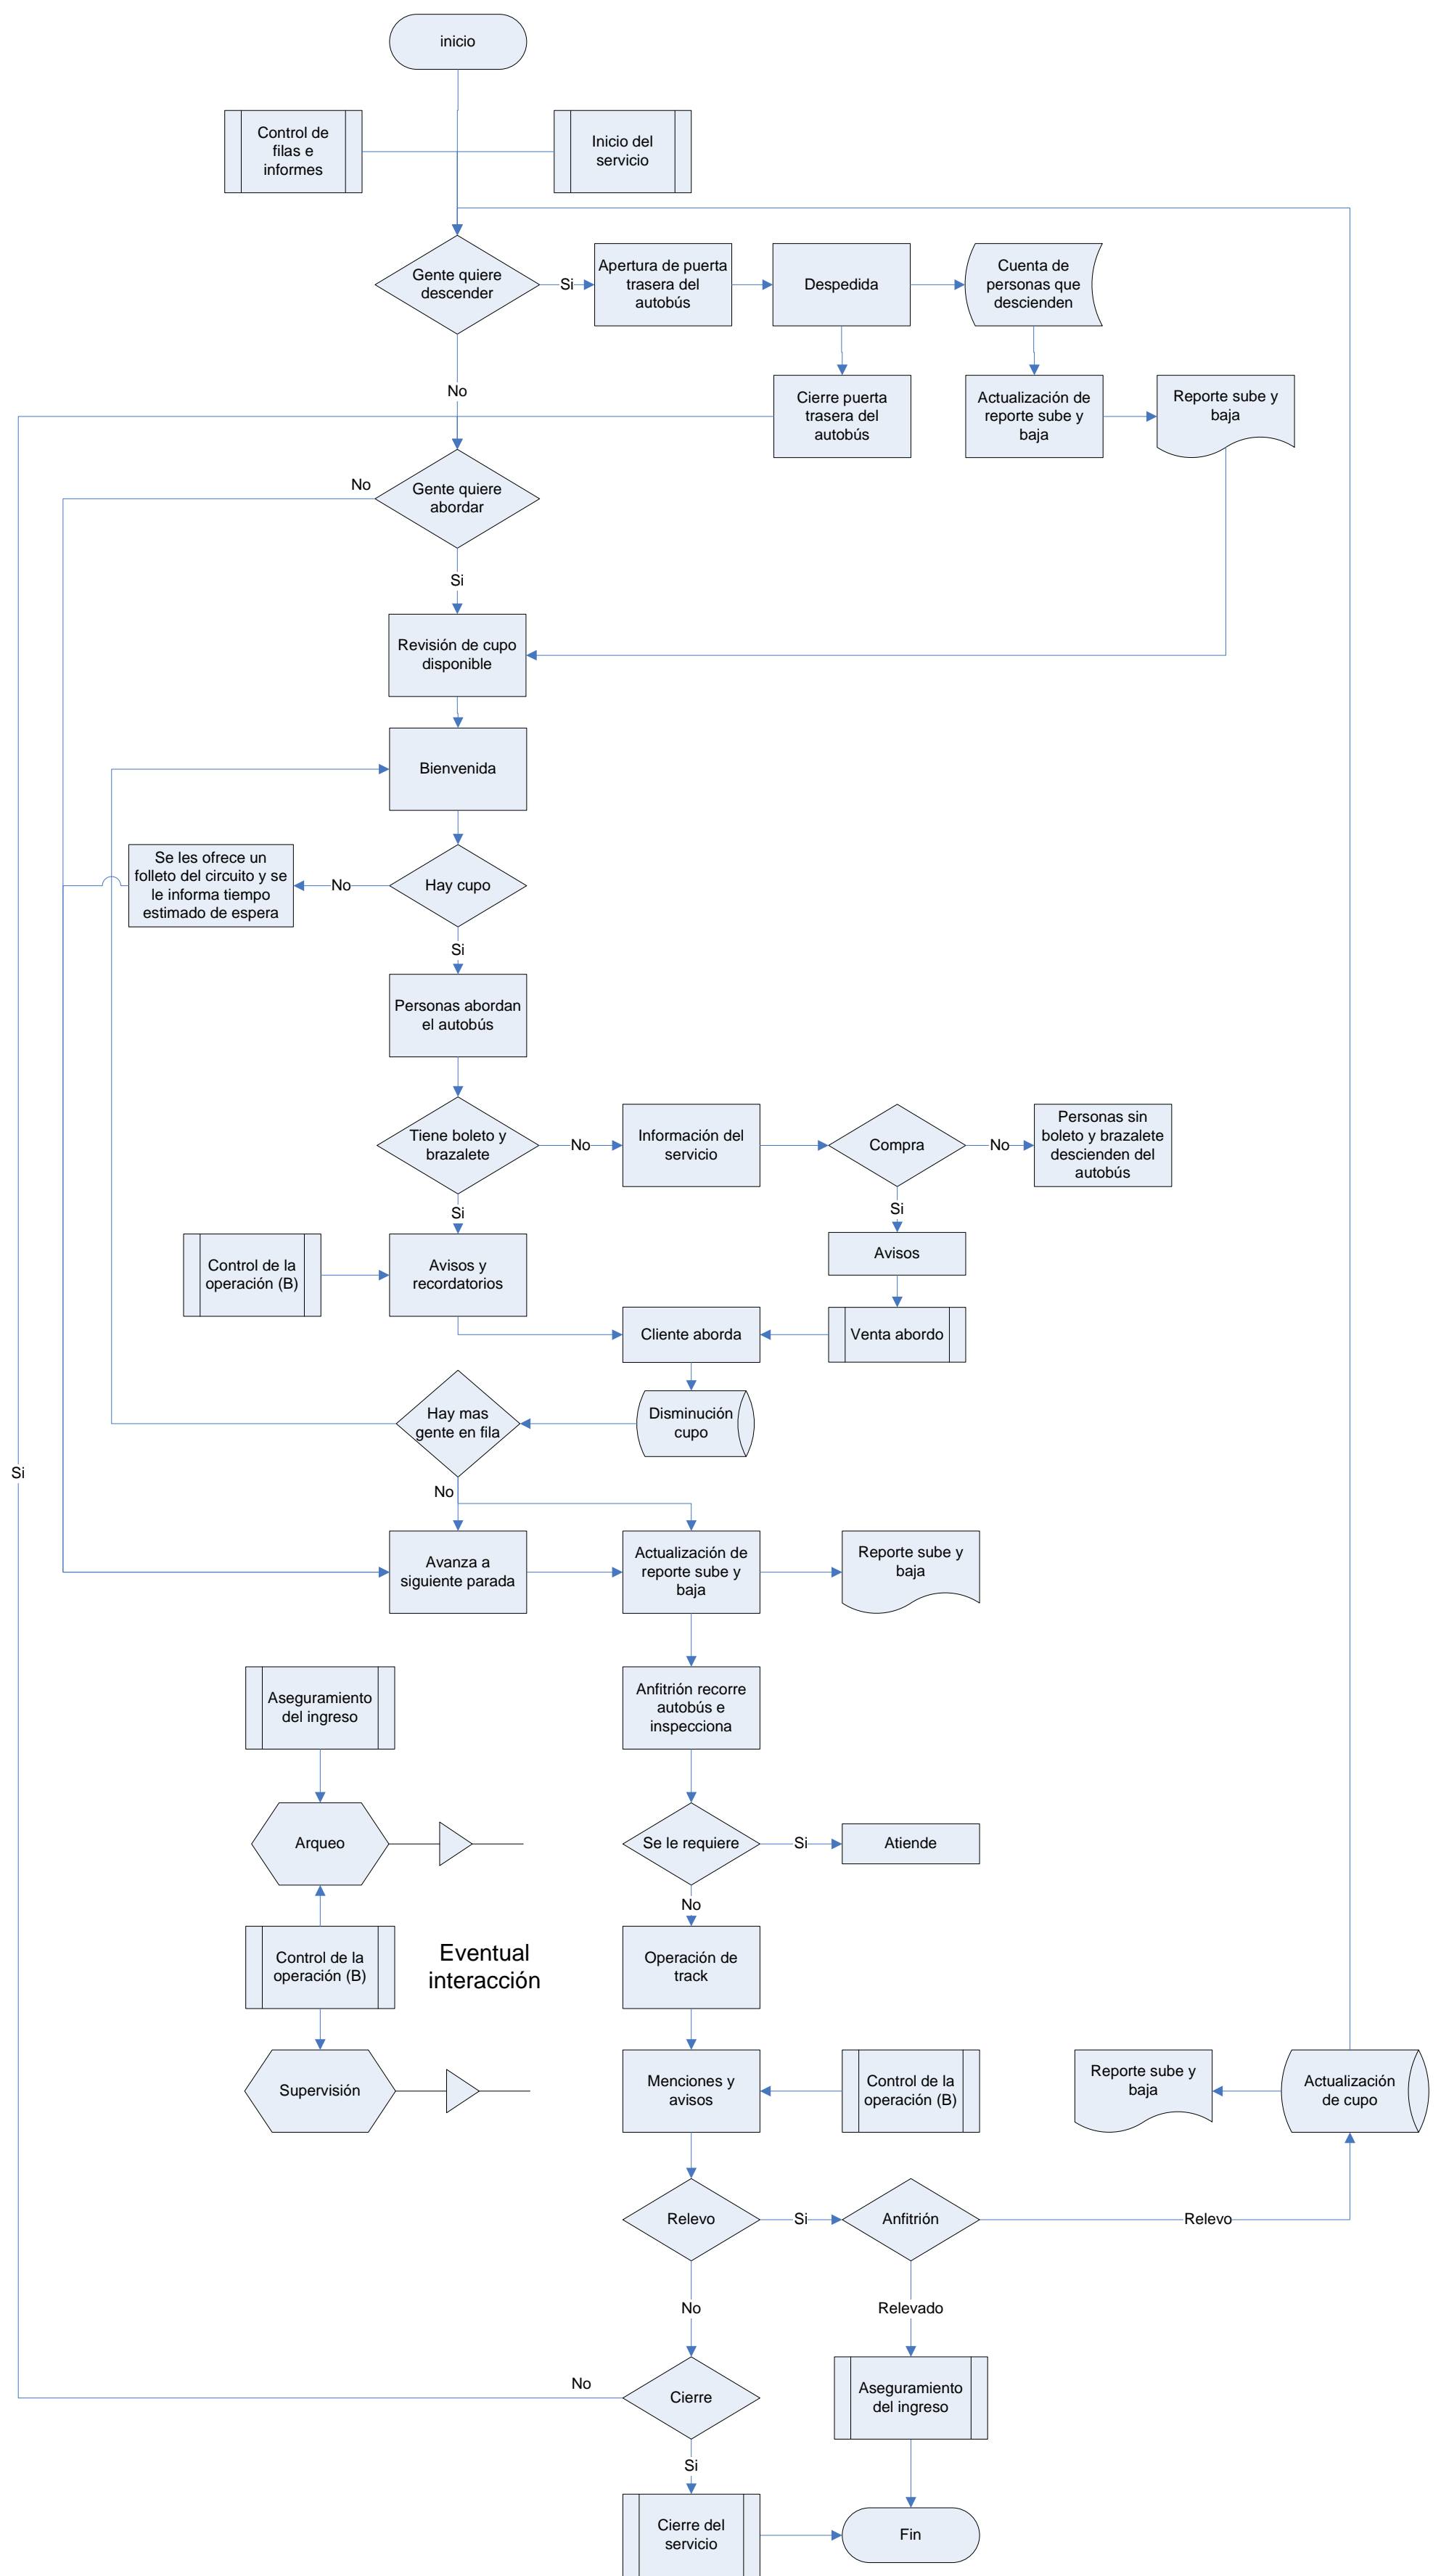 inicio
Control de
filas e
informes
Inicio del
servicio
Gente quiere
descender
Si
Apertura de puerta
trasera del
autobús
Despedida
Cuenta de
personas que
descienden
No
Cierre puerta
trasera del
autobús
Actualización de
reporte sube y
baja
Reporte sube y
baja
No
Gente quiere
abordar
Si
Revisión de cupo
disponible
Bienvenida
Se les ofrece un
folleto del circuito y se
le informa tiempo
estimado de espera
No
Hay cupo
Si
Personas abordan
el autobús
Tiene boleto y
brazalete
No
Información del
servicio
Compra
No
Personas sin
boleto y brazalete
descienden del
autobús
Si
Si
Control de la
operación (B)
Avisos y
recordatorios
Avisos
Cliente aborda
Venta abordo
Hay mas
gente en fila
Disminución
cupo
Si
No
Avanza a
siguiente parada
Actualización de
reporte sube y
baja
Reporte sube y
baja
Aseguramiento
del ingreso
Anfitrión recorre
autobús e
inspecciona
Arqueo
Se le requiere
Si
Atiende
No
Control de la
operación (B)
Eventual
interacción
Operación de
track
Supervisión
Menciones y
avisos
Control de la
operación (B)
Reporte sube y
baja
Actualización
de cupo
Relevo
Si
Anfitrión
Relevo
No
Relevado
No
Cierre
Aseguramiento
del ingreso
Si
Cierre del
servicio
Fin